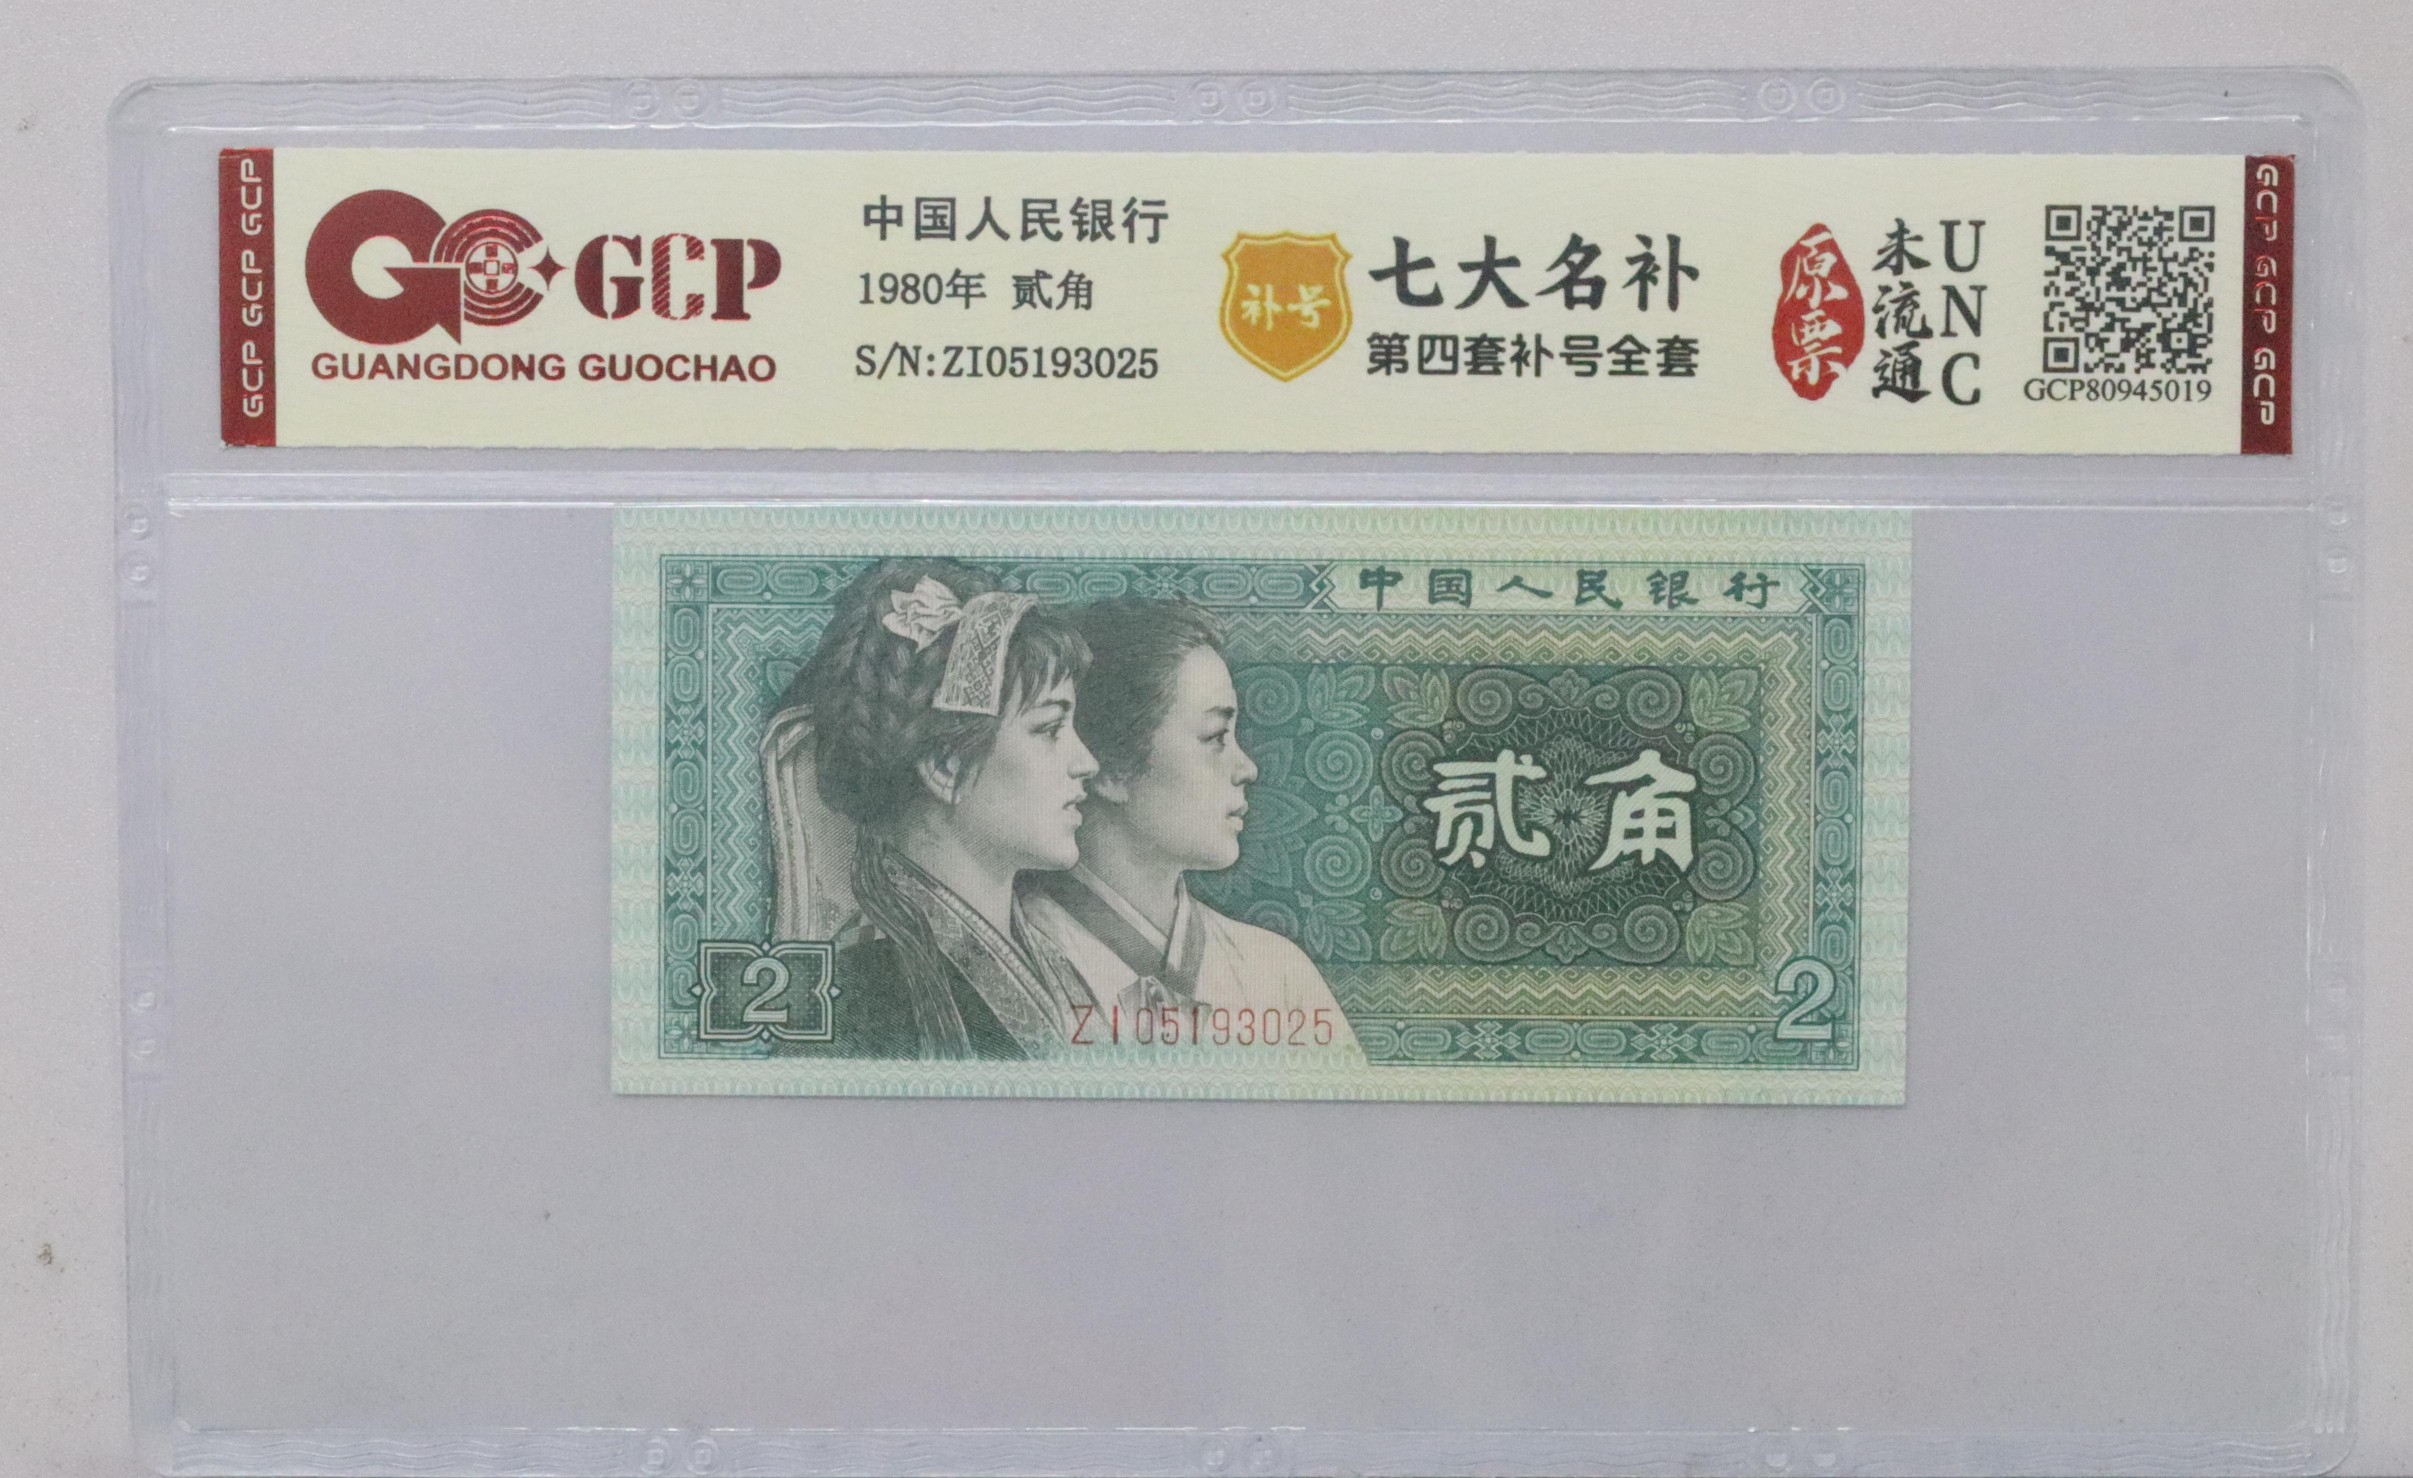 GCP GCP GCP
GCP
GUANGDONG GUOCHAO
中国人民银行
1980年 贰角
S/N:ZI05193025
补号
七大名补
第四套补号全套
原票
未流通
UNC
GCP80945019
GCP GCP GCP
中国人民银行
贰角
2
ZI05193025
2